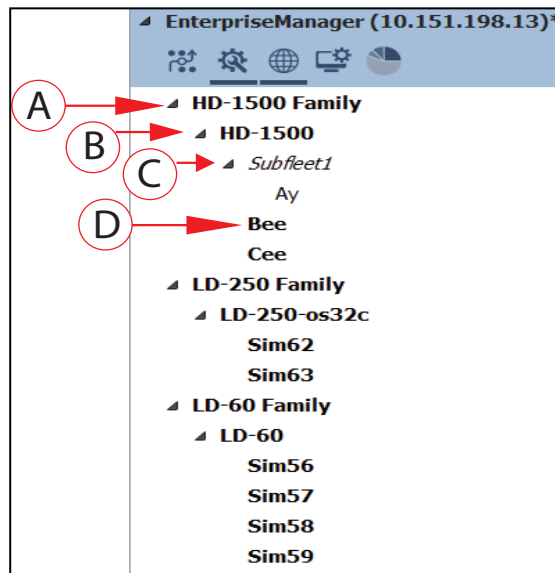 EnterpriseManager (10.151.198.13)*
A HD-1500 Family
B HD-1500
C Subfleet1
Ay
D Bee
Cee
LD-250 Family
LD-250-os32c
Sim62
Sim63
LD-60 Family
LD-60
Sim56
Sim57
Sim58
Sim59